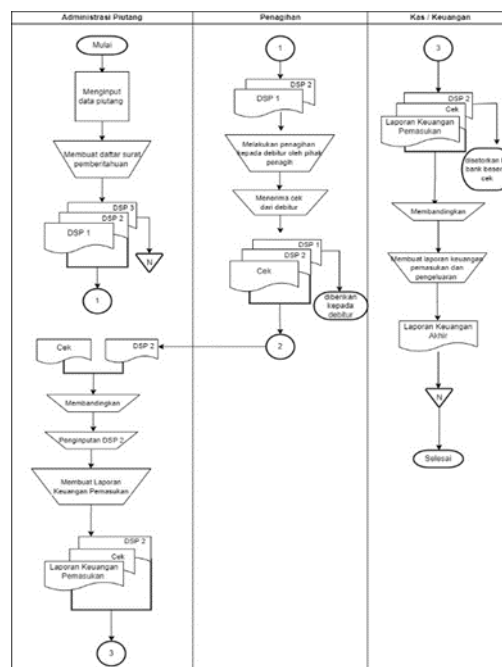 Administrasi Piutang
Mulai
Menginput
data piutang
Membuat daftar surat
pemberitahuan
DSP 3
DSP 2
DSP 1
N
1
Cek
DSP 2
Membandingkan
Penginputan DSP 2
Membuat Laporan
Keuangan Pemasukan
DSP 2
Cek
Laporan Keuangan
Pemasukan
3
Penagihan
1
DSP 2
DSP 1
Melakukan penagihan
kepada debitur oleh pihak
penagih
Menerima cek
dari debitur
DSP 1
DSP 2
Cek
diberikan
kepada
debitur
2
Kas / Keuangan
3
DSP 2
Cek
Laporan Keuangan
Pemasukan
disetorkan
bank
cek
Membandingkan
Membuat laporan keuangan
pemasukan dan
pengeluaran
Laporan Keuangan
Akhir
N
Selesai